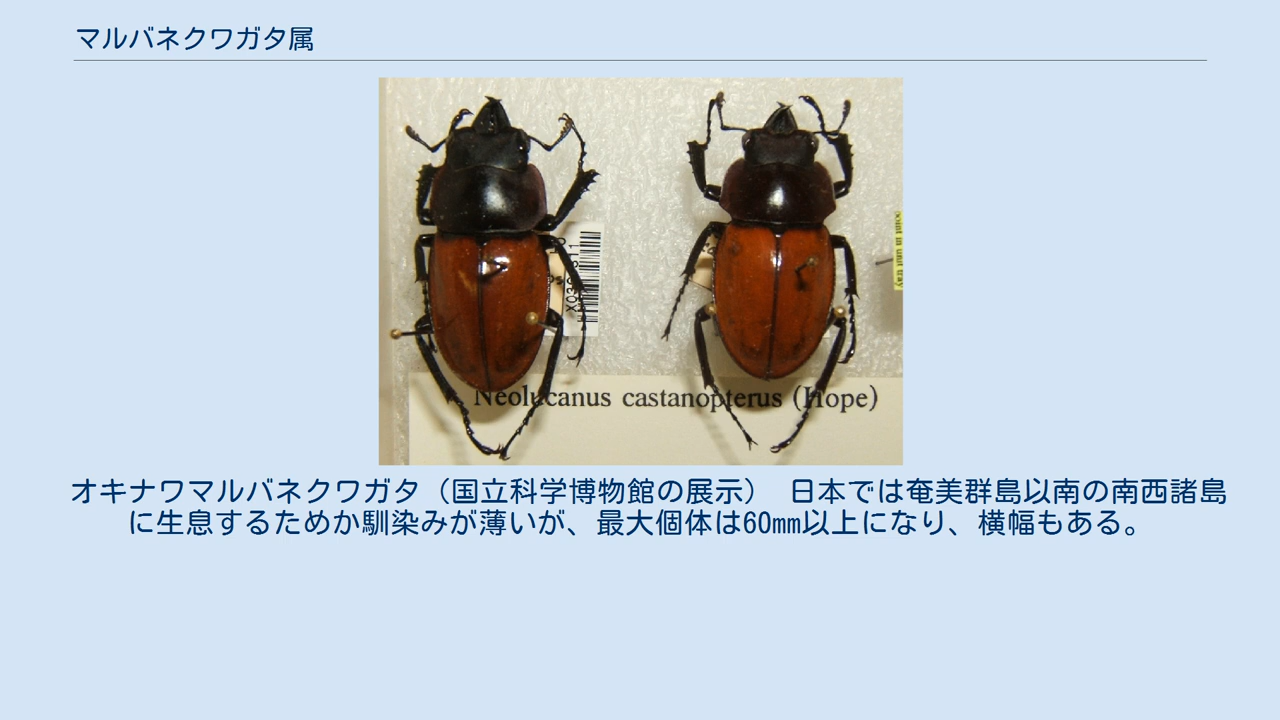 マルバネクワガタ属
point in unit tray
Neolucanus castanopterus (Hope)
オキナワマルバネクワガタ（国立科学博物館の展示） 日本では奄美群島以南の南西諸島
に生息するためか馴染みが薄いが、最大個体は60㎜以上になり、横幅もある。